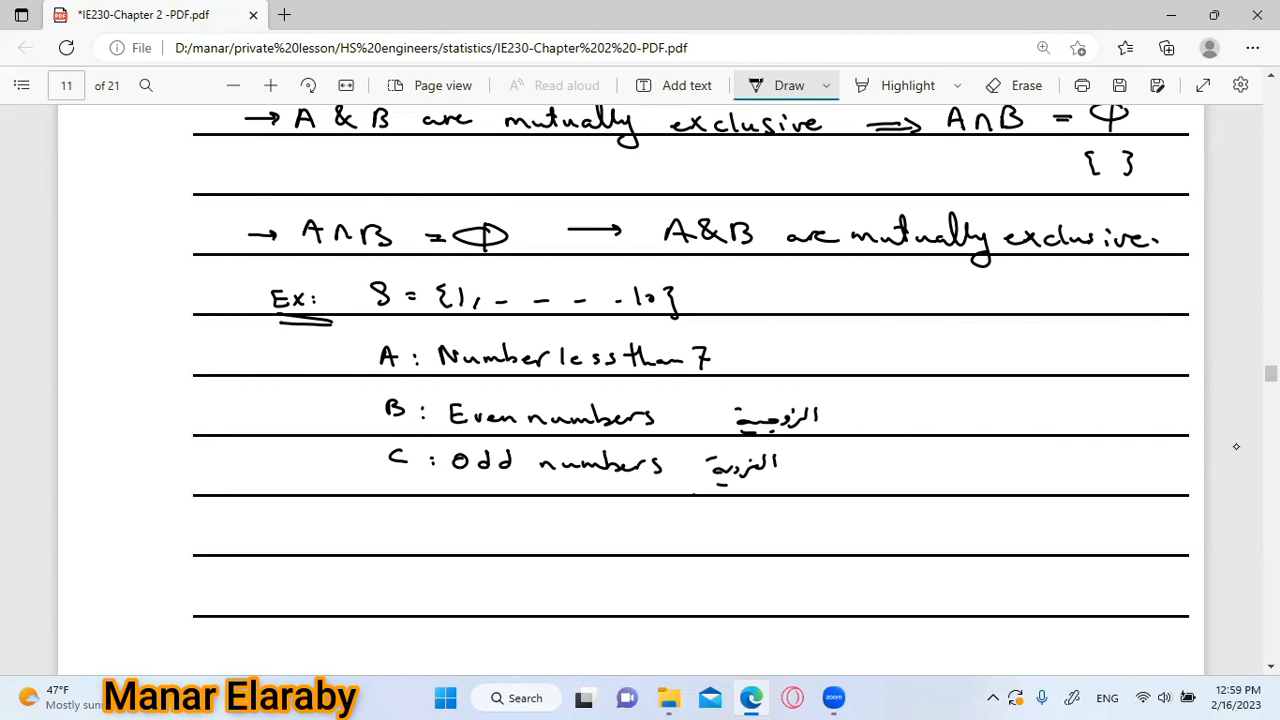 *IE230-Chapter 2 -PDF.pdf
File D:/manar/private%20lesson/HS%20engineers/statistics/IE230-Chapter%202%20-PDF.pdf
11 of 21 Page view Read aloud Add text Draw Highlight Erase
→ A & B are mutually exclusive ⟹ A∩B = Φ
{ }
→ A∩B = Φ → A&B are mutually exclusive.
Ex: S = {1, - - - - 10}
A : Number less than 7
B : Even numbers الزوجية
C : Odd numbers الفردية
47°F
Mostly sunn
Manar Elaraby
Search
zoom
ENG
12:59 PM
2/16/2023